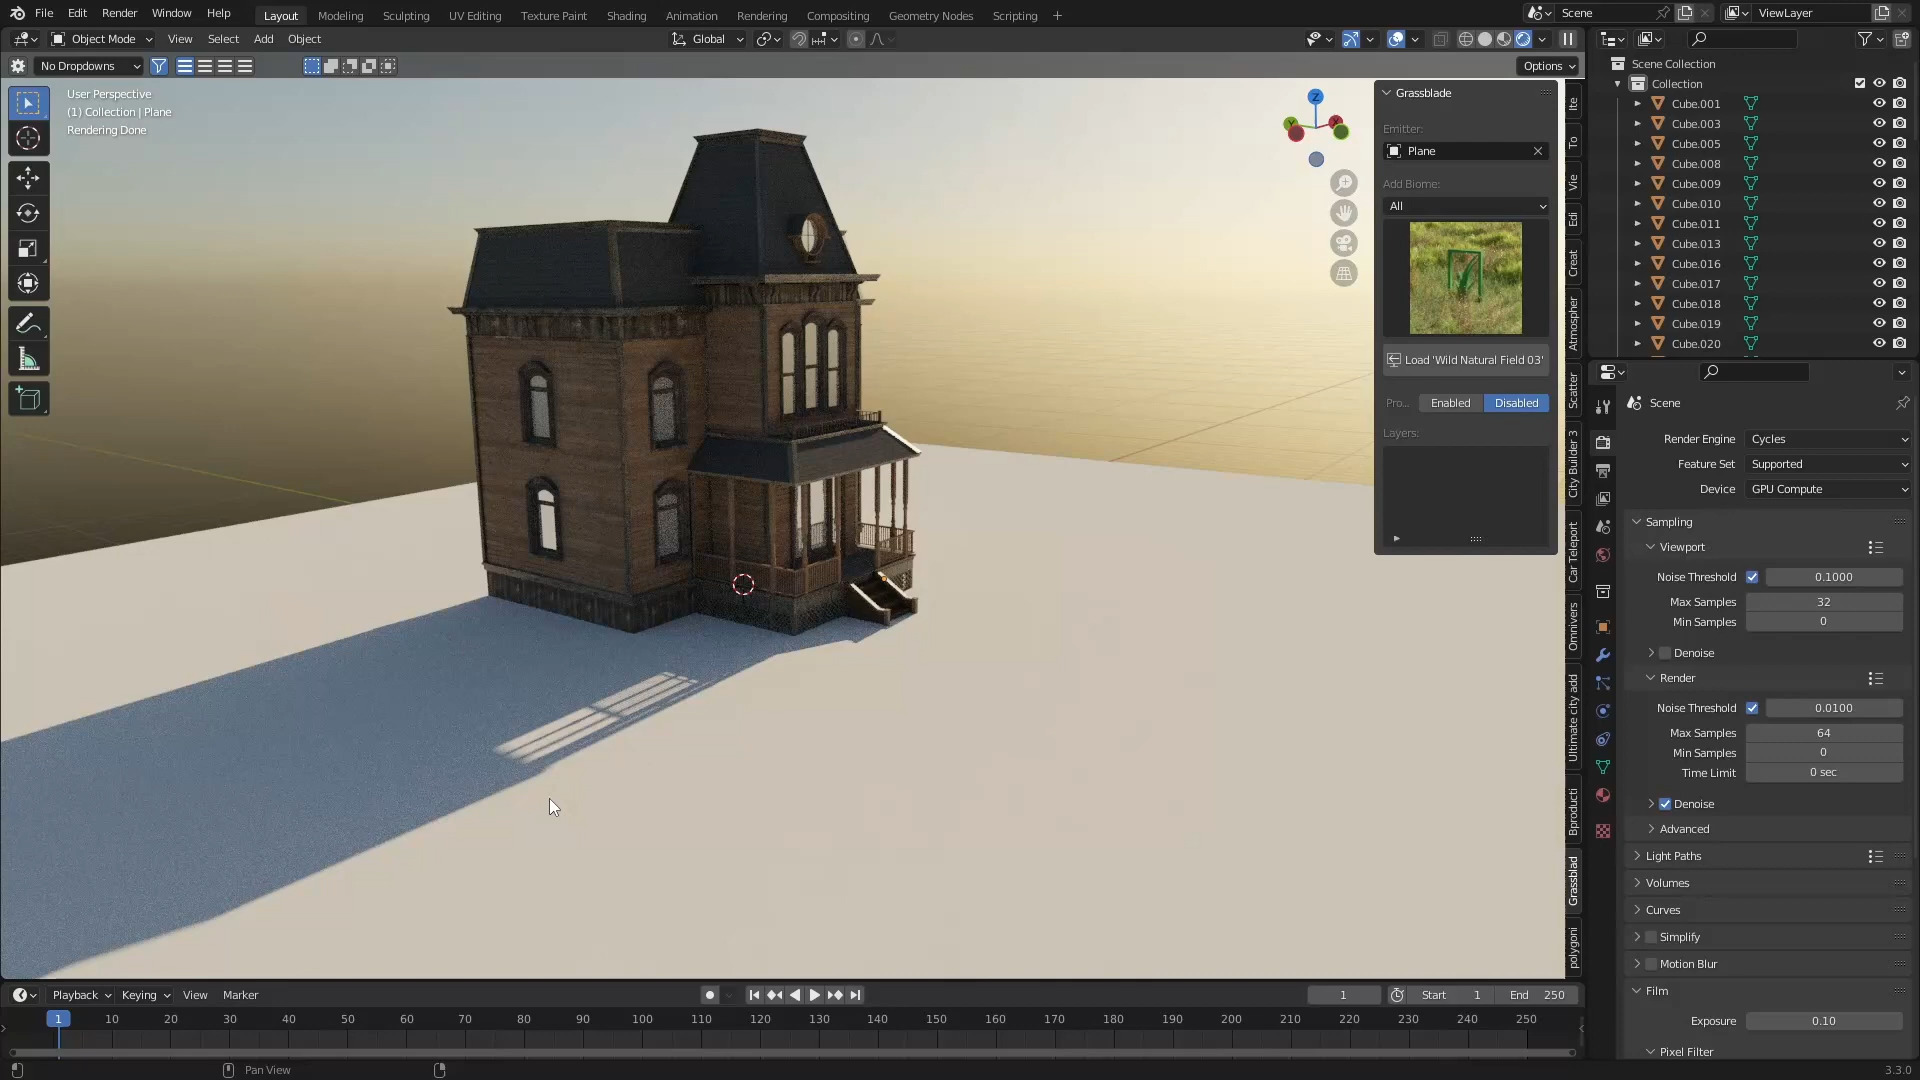 File Edit Render Window Help Layout Modeling Sculpting UV Editing Texture Paint Shading Animation Rendering Compositing Geometry Nodes Scripting + Scene ViewLayer
Object Mode View Select Add Object Global
No Dropdowns Options
User Perspective
(1) Collection | Plane
Rendering Done
Z
Y
X
Grassblade
Emitter:
Plane
Add Biome:
All
Load 'Wild Natural Field 03'
Pro... Enabled Disabled
Layers:
Ite
To
Vie
Edi
Creat
Atmospher
Scatter
City Builder 3
Car Teleport
Omnivers
Ultimate city add
Bproducti
Grassblad
polygoni
Scene Collection
Collection
Cube.001
Cube.003
Cube.005
Cube.008
Cube.009
Cube.010
Cube.011
Cube.013
Cube.016
Cube.017
Cube.018
Cube.019
Cube.020
Scene
Render Engine Cycles
Feature Set Supported
Device GPU Compute
Sampling
Viewport
Noise Threshold 0.1000
Max Samples 32
Min Samples 0
Denoise
Render
Noise Threshold 0.0100
Max Samples 64
Min Samples 0
Time Limit 0 sec
Denoise
Advanced
Light Paths
Volumes
Curves
Simplify
Motion Blur
Film
Exposure 0.10
Pixel Filter
Playback Keying View Marker 1 Start 1 End 250
1 10 20 30 40 50 60 70 80 90 100 110 120 130 140 150 160 170 180 190 200 210 220 230 240 250
Pan View 3.3.0